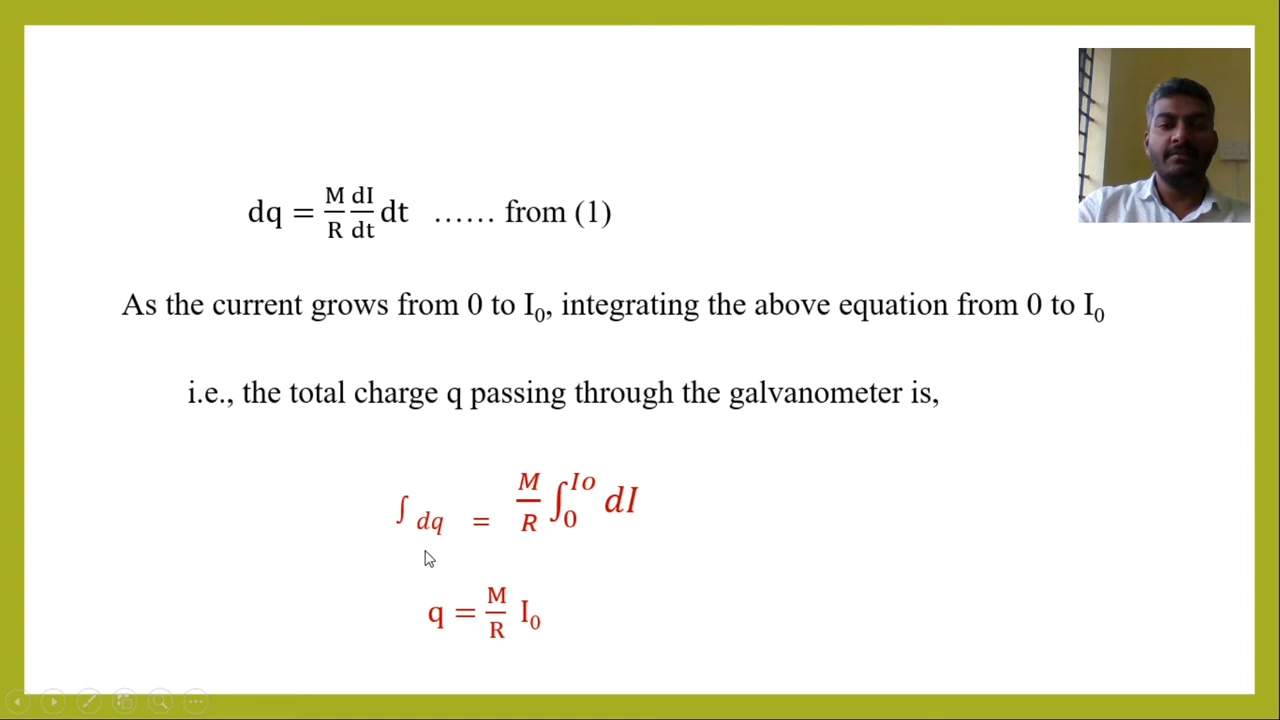 dq = M/R dI/dt dt …… from (1)
As the current grows from 0 to I₀, integrating the above equation from 0 to I₀
i.e., the total charge q passing through the galvanometer is,
∫ dq = M/R ∫₀^Io dI
q = M/R I₀